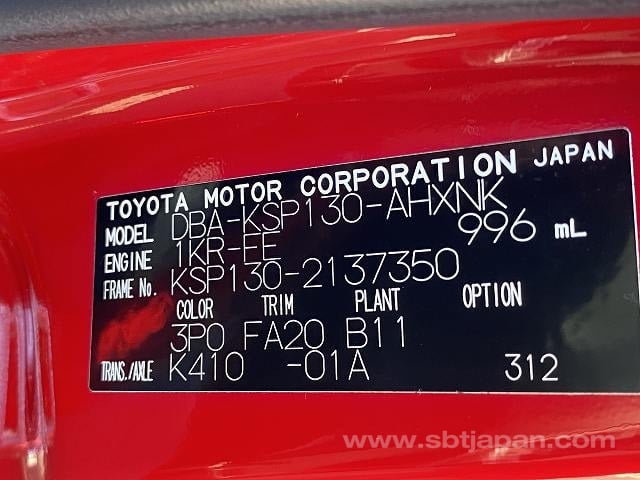 TOYOTA MOTOR CORPORATION JAPAN
MODEL DBA-KSP130-AHXNK
ENGINE 1KR-FE 996 mL
FRAME No. KSP130-2137350
COLOR TRIM PLANT OPTION
3P0 FA20 B11
TRANS./AXLE K410 -01A 312
www.sbtjapan.com